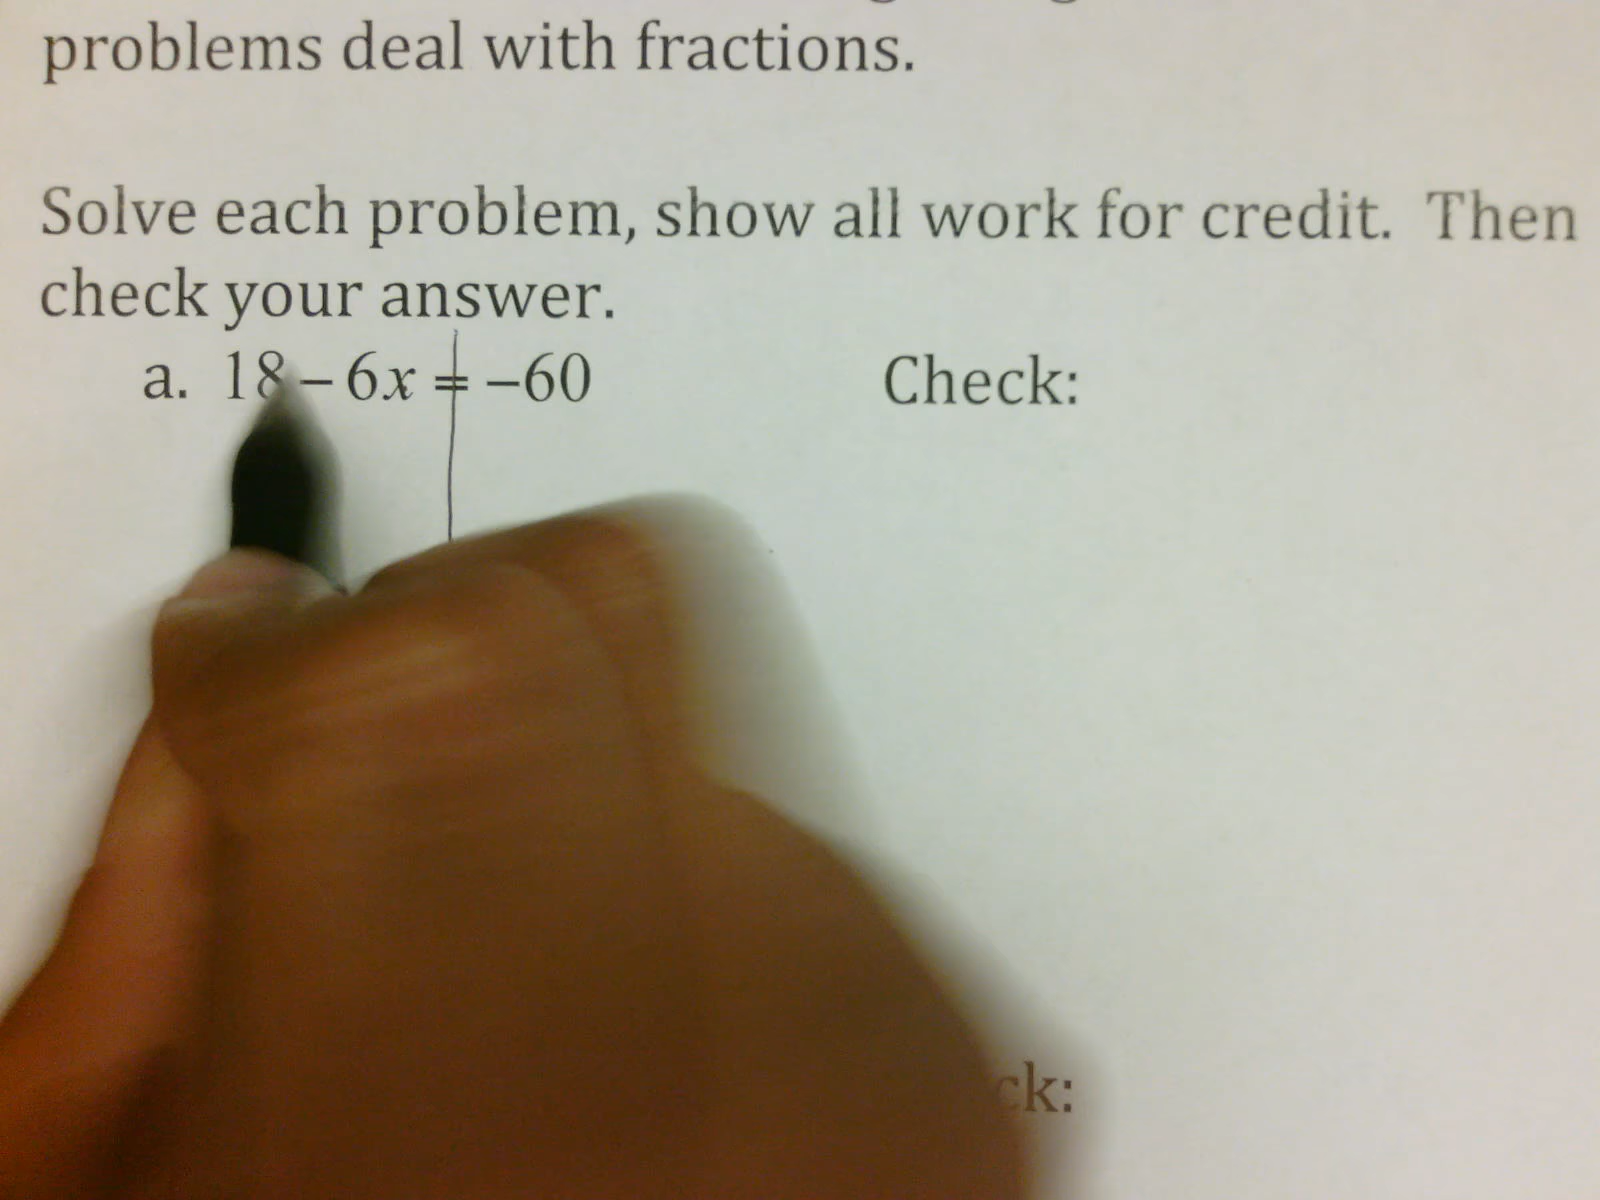 problems deal with fractions.
Solve each problem, show all work for credit. Then
check your answer.
a. 18 – 6x = –60
Check:
ck: